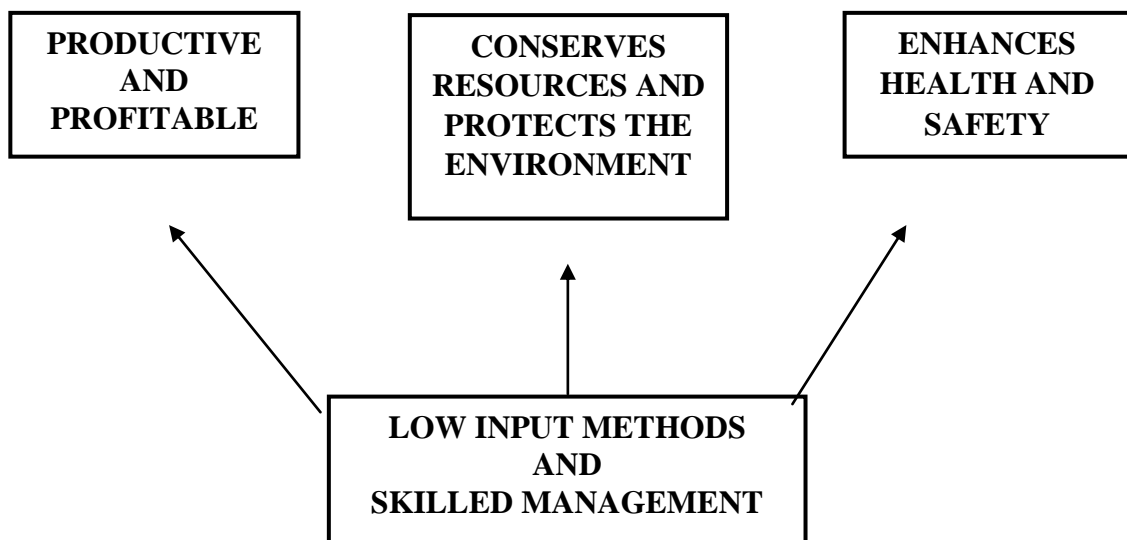 PRODUCTIVE
AND
PROFITABLE
CONSERVES
RESOURCES AND
PROTECTS THE
ENVIRONMENT
ENHANCES
HEALTH AND
SAFETY
LOW INPUT METHODS
AND
SKILLED MANAGEMENT